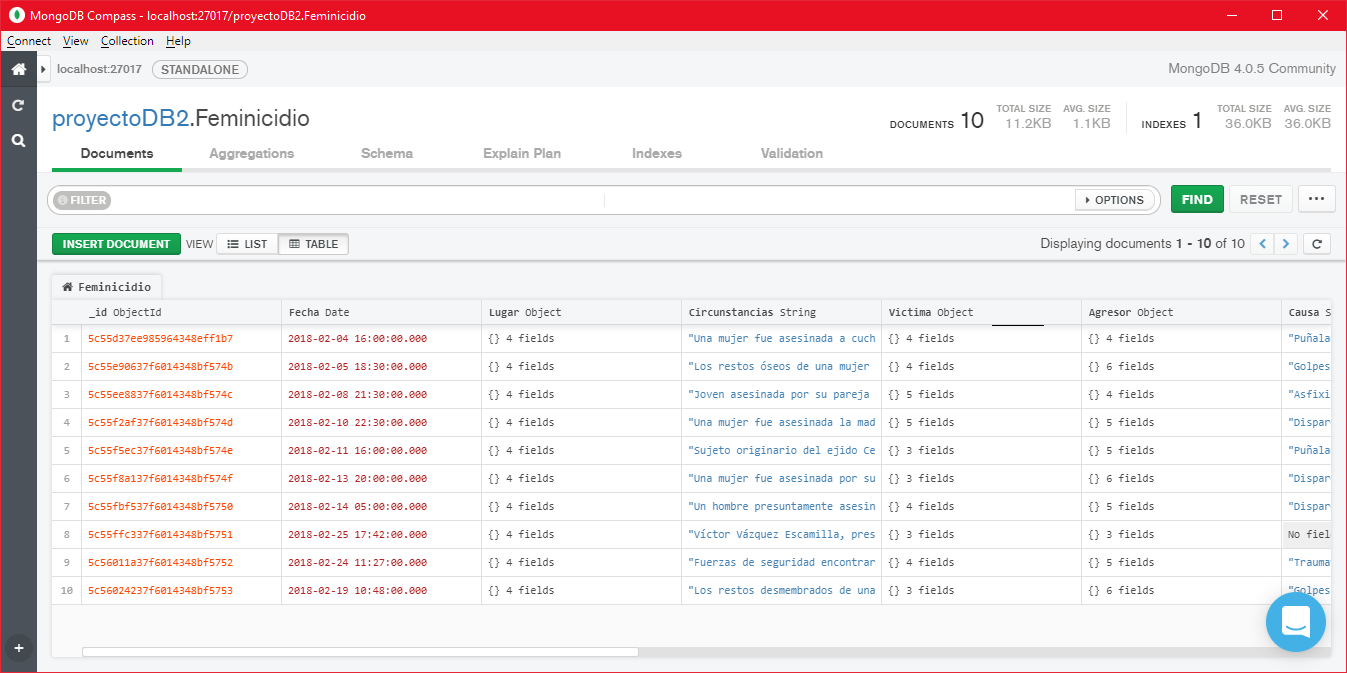 MongoDB Compass - localhost:27017/proyectoDB2.Feminicidio
Connect View Collection Help
localhost:27017 STANDALONE MongoDB 4.0.5 Community
proyectoDB2.Feminicidio
DOCUMENTS 10 TOTAL SIZE 11.2KB AVG. SIZE 1.1KB INDEXES 1 TOTAL SIZE 36.0KB AVG. SIZE 36.0KB
Documents Aggregations Schema Explain Plan Indexes Validation
FILTER OPTIONS FIND RESET ...
INSERT DOCUMENT VIEW LIST TABLE Displaying documents 1 - 10 of 10
Feminicidio
_id ObjectId Fecha Date Lugar Object Circunstancias String Victima Object Agresor Object Causa S
1 5c55d37ee985964348eff1b7 2018-02-04 16:00:00.000 {} 4 fields "Una mujer fue asesinada a cuch {} 4 fields {} 4 fields "Puñala
2 5c55e90637f6014348bf574b 2018-02-05 18:30:00.000 {} 4 fields "Los restos óseos de una mujer {} 4 fields {} 6 fields "Golpes
3 5c55ee8837f6014348bf574c 2018-02-08 21:30:00.000 {} 4 fields "Joven asesinada por su pareja {} 5 fields {} 4 fields "Asfixi
4 5c55f2af37f6014348bf574d 2018-02-10 22:30:00.000 {} 4 fields "Una mujer fue asesinada la mad {} 5 fields {} 5 fields "Dispar
5 5c55f5ec37f6014348bf574e 2018-02-11 16:00:00.000 {} 4 fields "Sujeto originario del ejido Ce {} 3 fields {} 5 fields "Puñala
6 5c55f8a137f6014348bf574f 2018-02-13 20:00:00.000 {} 4 fields "Una mujer fue asesinada por su {} 3 fields {} 6 fields "Dispar
7 5c55fbf537f6014348bf5750 2018-02-14 05:00:00.000 {} 4 fields "Un hombre presuntamente asesin {} 4 fields {} 5 fields "Dispar
8 5c55ffc337f6014348bf5751 2018-02-25 17:42:00.000 {} 4 fields "Víctor Vázquez Escamilla, pres {} 3 fields {} 3 fields No fiel
9 5c56011a37f6014348bf5752 2018-02-24 11:27:00.000 {} 4 fields "Fuerzas de seguridad encontrar {} 4 fields {} 5 fields "Trauma
10 5c56024237f6014348bf5753 2018-02-19 10:48:00.000 {} 4 fields "Los restos desmembrados de una {} 3 fields {} 6 fields "Golpes